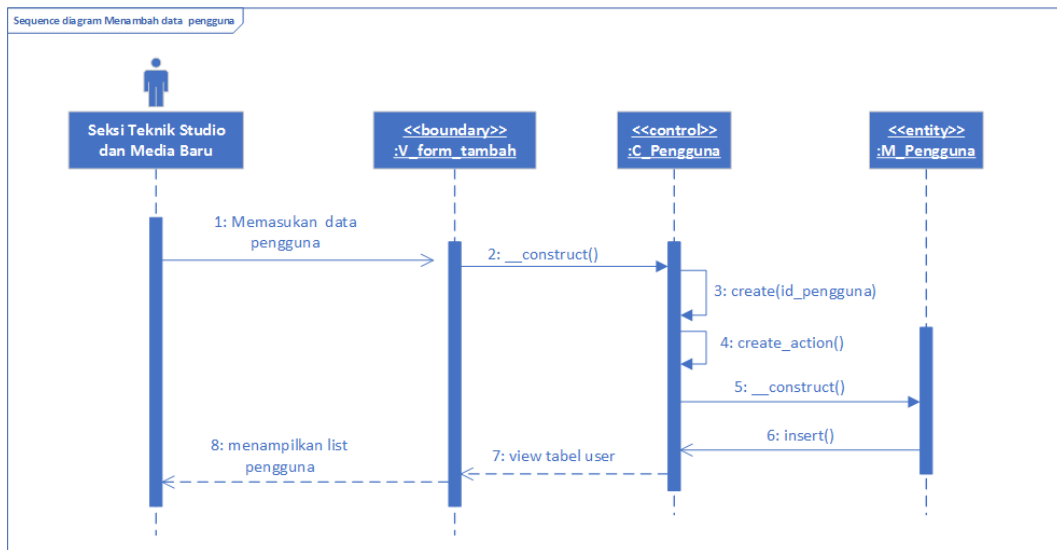 Sequence diagram Menambah data pengguna
Seksi Teknik Studio
dan Media Baru
<<boundary>>
:V_form_tambah
<<control>>
:C_Pengguna
<<entity>>
:M_Pengguna
1: Memasukan data
pengguna
2: __construct()
3: create(id_pengguna)
4: create_action()
5: __construct()
6: insert()
7: view tabel user
8: menampilkan list
pengguna